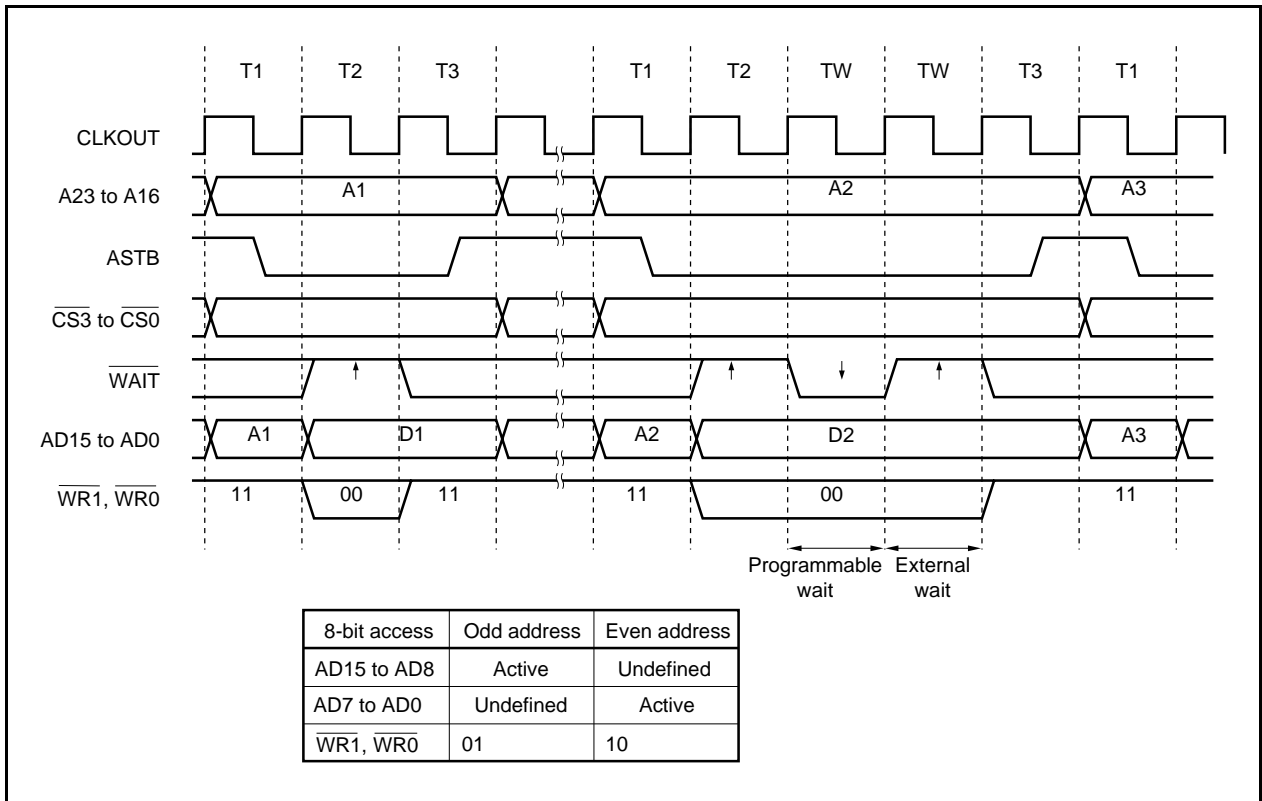 T1 T2 T3 T1 T2 TW TW T3 T1
CLKOUT
A23 to A16 A1 A2 A3
ASTB
CS3 to CS0
WAIT
AD15 to AD0 A1 D1 A2 D2 A3
WR1, WR0 11 00 11 11 00 11
Programmable wait
External wait
8-bit access Odd address Even address
AD15 to AD8 Active Undefined
AD7 to AD0 Undefined Active
WR1, WR0 01 10